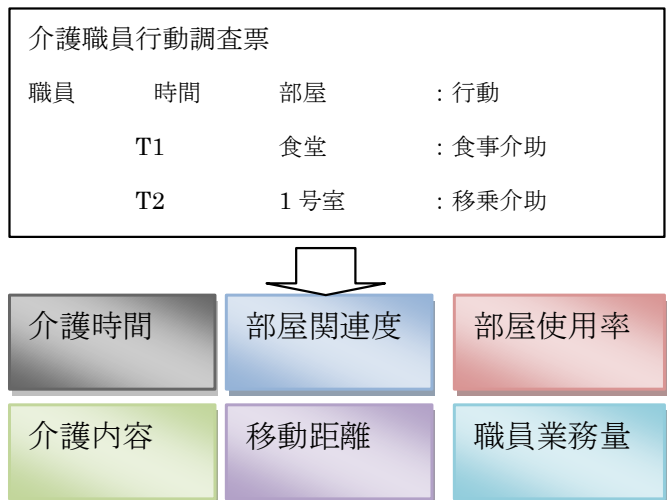 介護職員行動調査票
職員 時間 部屋 :行動
T1 食堂 :食事介助
T2 1号室 :移乗介助
介護時間 部屋関連度 部屋使用率
介護内容 移動距離 職員業務量